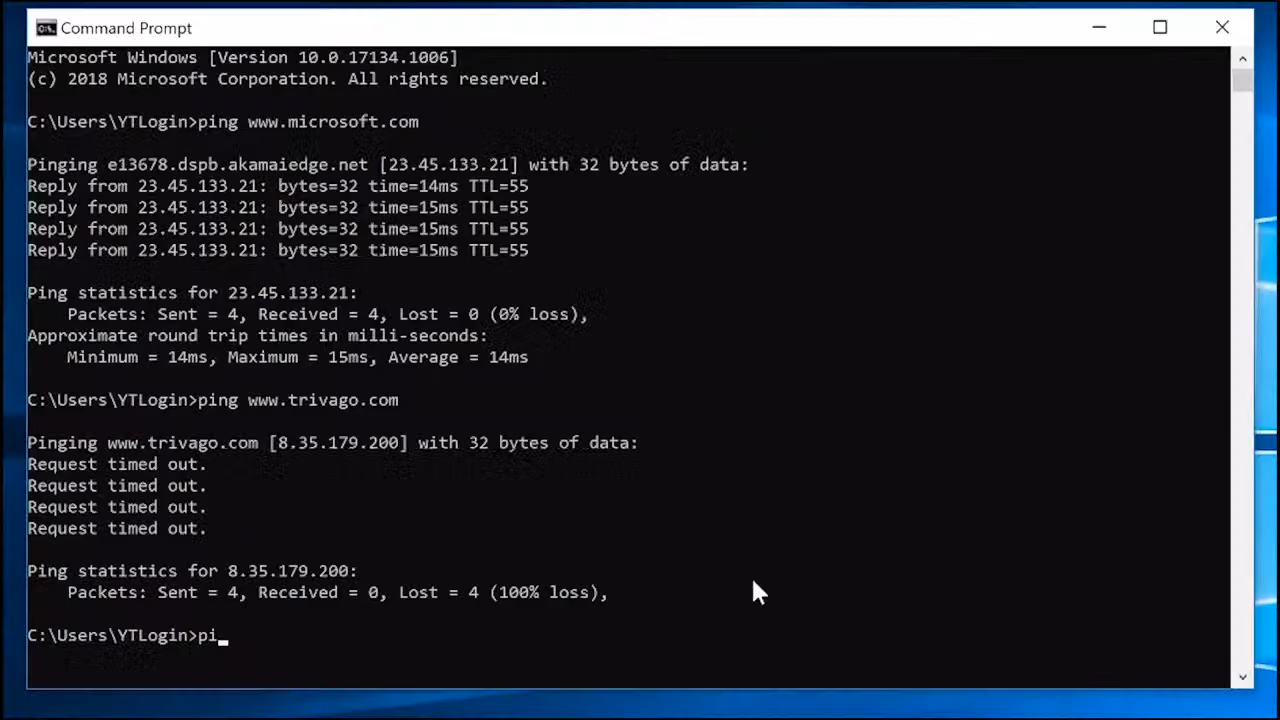 Command Prompt
Microsoft Windows [Version 10.0.17134.1006]
(c) 2018 Microsoft Corporation. All rights reserved.
C:\Users\YTLogin>ping www.microsoft.com
Pinging e13678.dspb.akamaiedge.net [23.45.133.21] with 32 bytes of data:
Reply from 23.45.133.21: bytes=32 time=14ms TTL=55
Reply from 23.45.133.21: bytes=32 time=15ms TTL=55
Reply from 23.45.133.21: bytes=32 time=15ms TTL=55
Reply from 23.45.133.21: bytes=32 time=15ms TTL=55
Ping statistics for 23.45.133.21:
Packets: Sent = 4, Received = 4, Lost = 0 (0% loss),
Approximate round trip times in milli-seconds:
Minimum = 14ms, Maximum = 15ms, Average = 14ms
C:\Users\YTLogin>ping www.trivago.com
Pinging www.trivago.com [8.35.179.200] with 32 bytes of data:
Request timed out.
Request timed out.
Request timed out.
Request timed out.
Ping statistics for 8.35.179.200:
Packets: Sent = 4, Received = 0, Lost = 4 (100% loss),
C:\Users\YTLogin>pi_